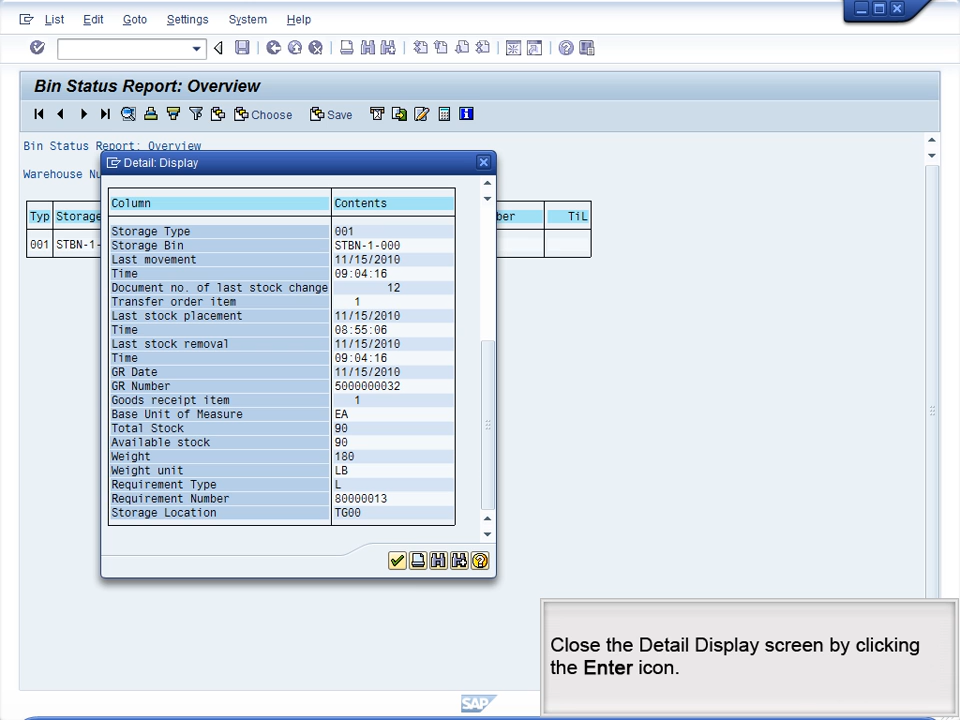 List Edit Goto Settings System Help
Bin Status Report: Overview
Choose Save
Bin Status Report: Overview
Warehouse Nu
Typ Storage ber TiL
001 STBN-1-
Detail: Display
Column Contents
Storage Type 001
Storage Bin STBN-1-000
Last movement 11/15/2010
Time 09:04:16
Document no. of last stock change 12
Transfer order item 1
Last stock placement 11/15/2010
Time 08:55:06
Last stock removal 11/15/2010
Time 09:04:16
GR Date 11/15/2010
GR Number 5000000032
Goods receipt item 1
Base Unit of Measure EA
Total Stock 90
Available stock 90
Weight 180
Weight unit LB
Requirement Type L
Requirement Number 80000013
Storage Location TG00
Close the Detail Display screen by clicking
the Enter icon.
SAP